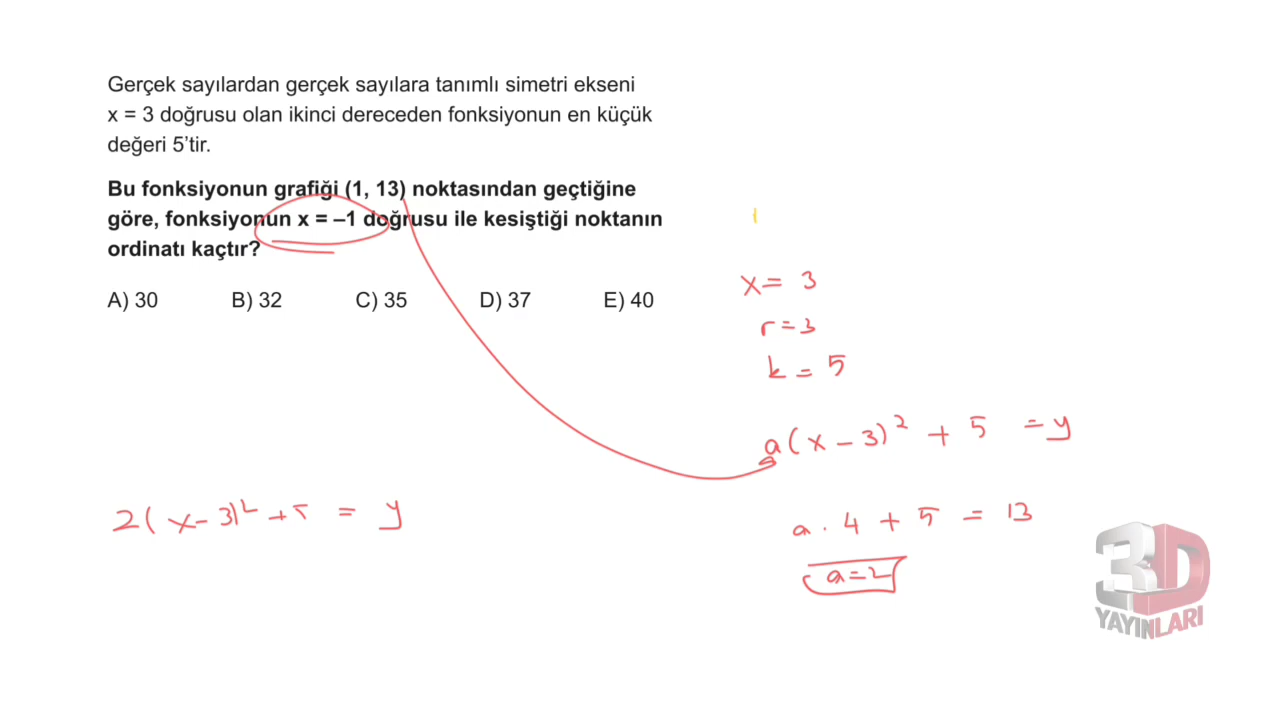 Gerçek sayılardan gerçek sayılara tanımlı simetri ekseni
x = 3 doğrusu olan ikinci dereceden fonksiyonun en küçük
değeri 5'tir.
Bu fonksiyonun grafiği (1, 13) noktasından geçtiğine
göre, fonksiyonun x = –1 doğrusu ile kesiştiği noktanın
ordinatı kaçtır?
A) 30 B) 32 C) 35 D) 37 E) 40
x = 3
r = 3
k = 5
a(x – 3)² + 5 = y
a . 4 + 5 = 13
a = 2
2(x – 3)² + 5 = y
3D
YAYINLARI